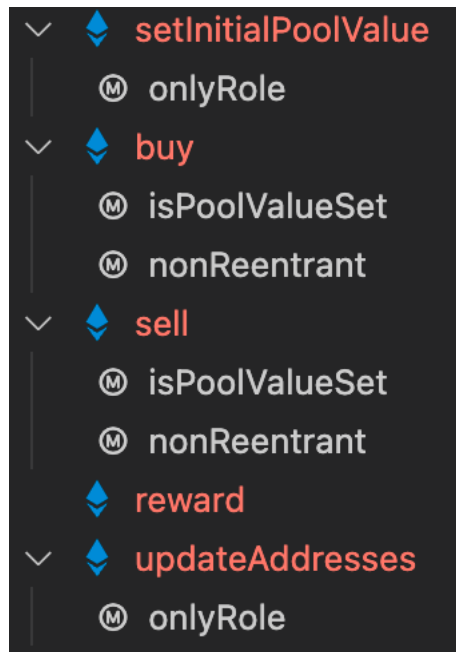 setInitialPoolValue
M onlyRole
buy
M isPoolValueSet
M nonReentrant
sell
M isPoolValueSet
M nonReentrant
reward
updateAddresses
M onlyRole